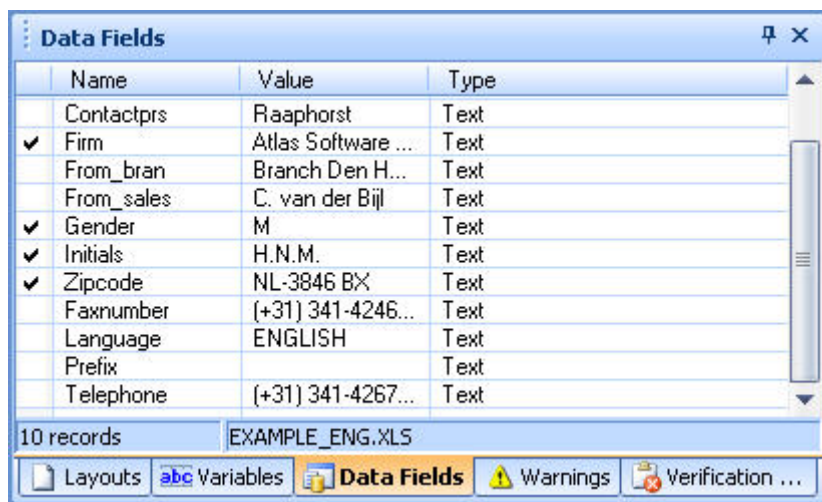 Data Fields
Name Value Type
Contactprs Raaphorst Text
Firm Atlas Software ... Text
From_bran Branch Den H... Text
From_sales C. van der Bijl Text
Gender M Text
Initials H.N.M. Text
Zipcode NL-3846 BX Text
Faxnumber (+31) 341-4246... Text
Language ENGLISH Text
Prefix Text
Telephone (+31) 341-4267... Text
10 records EXAMPLE_ENG.XLS
Layouts abc Variables Data Fields Warnings Verification ...